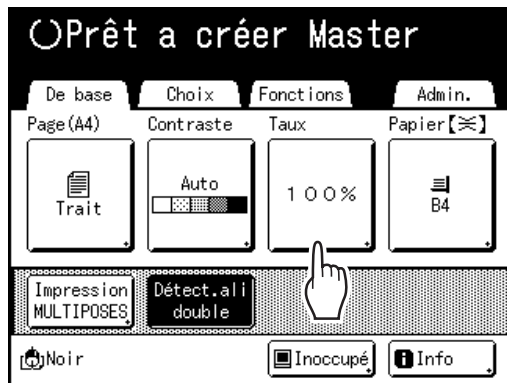 Prêt a créer Master
De base Choix Fonctions Admin.
Page(A4) Contraste Taux Papier【】
Trait Auto 100% B4
Impression MULTIPOSES
Détect.ali double
Noir Inoccupé Info